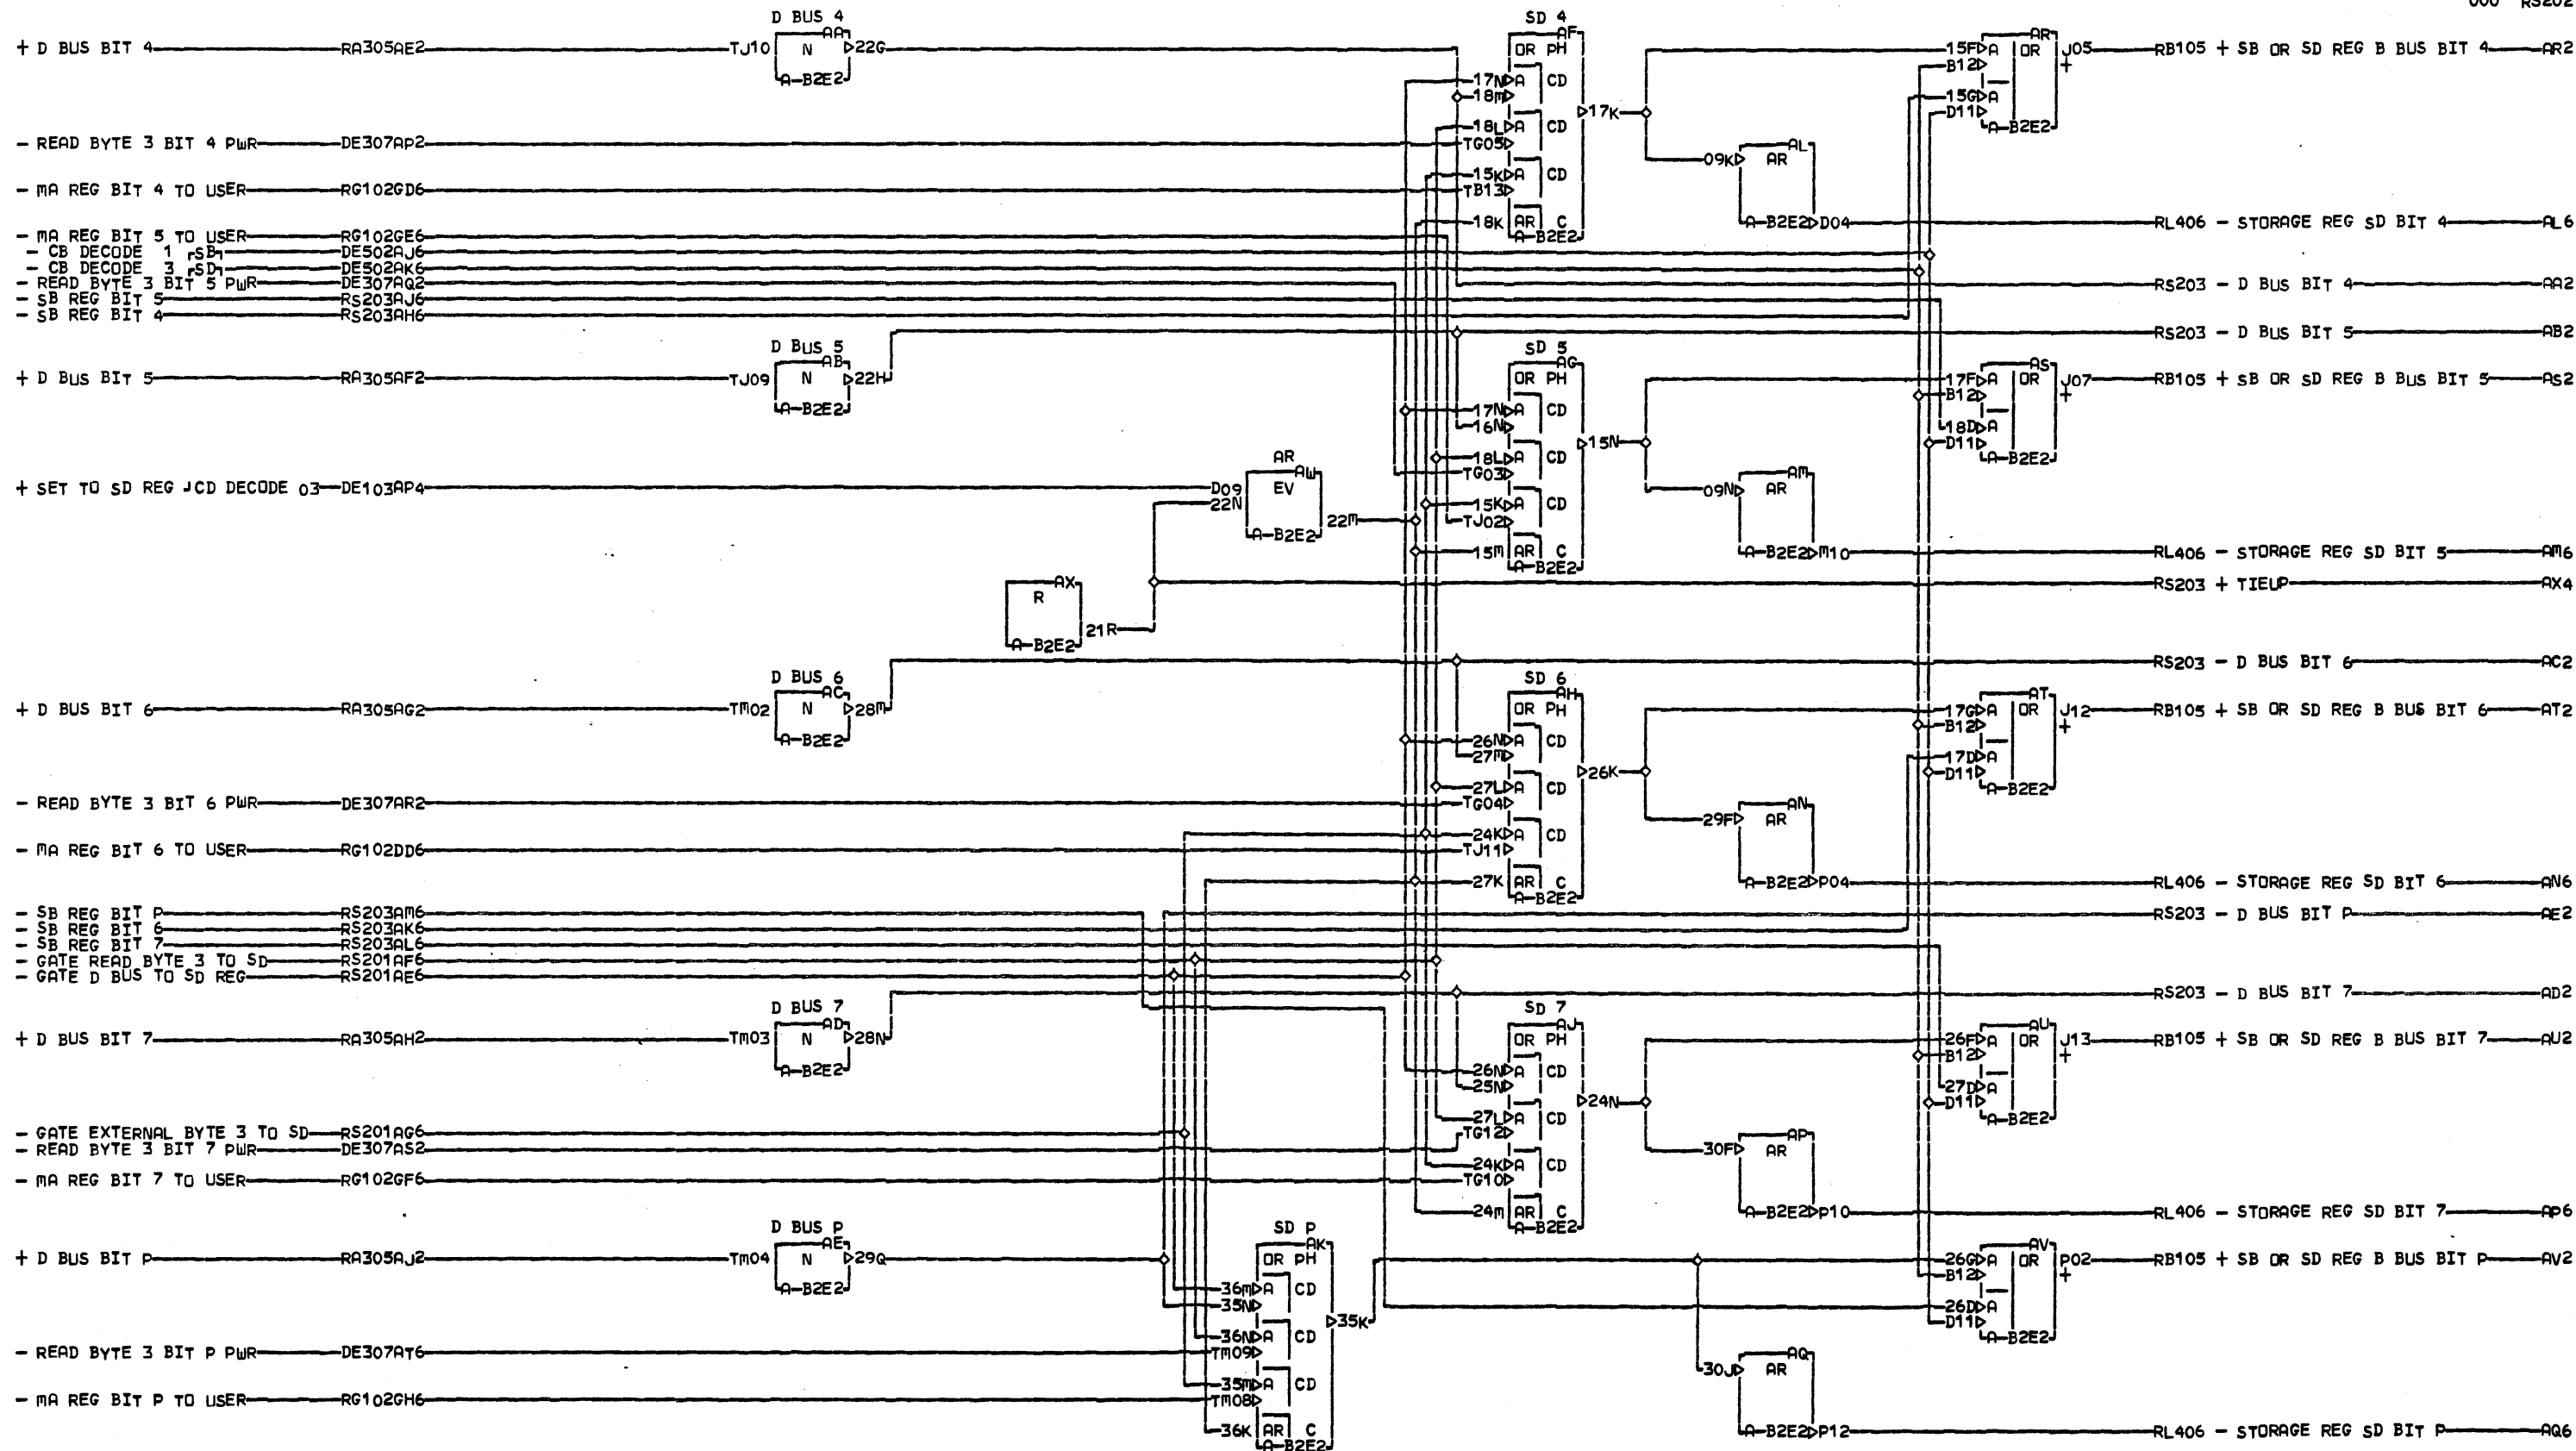 000 RS202
D BUS 4 SD 4
+ D BUS BIT 4 RA305AE2 TJ10 N AA 22G OR PH AF 15F A OR AR J05 RB105 + SB OR SD REG B BUS BIT 4 AR2
B12 +
A-B2E2 17N A CD
18M 15G A
17K D11
18L A CD A-B2E2
- READ BYTE 3 BIT 4 PWR DE307AP2 TG05 AL
09K AR
15K A CD
- MA REG BIT 4 TO USER RG102GD6 TB13
18K AR C A-B2E2 D04 RL406 - STORAGE REG SD BIT 4 AL6
- MA REG BIT 5 TO USER RG102GE6 A-B2E2
- CB DECODE 1 ┌SB┐ DE502AJ6
- CB DECODE 3 ┌SD┐ DE502AK6
- READ BYTE 3 BIT 5 PWR DE307AQ2 RS203 - D BUS BIT 4 AA2
- SB REG BIT 5 RS203AJ6
- SB REG BIT 4 RS203AH6
RS203 - D BUS BIT 5 AB2
D BUS 5 SD 5
+ D BUS BIT 5 RA305AF2 TJ09 N AB 22H OR PH AG 17F A OR AS J07 RB105 + SB OR SD REG B BUS BIT 5 AS2
B12 +
A-B2E2 17N A CD
16N 18D A
15N D11
AR 18L A CD A-B2E2
TG03 AM
+ SET TO SD REG JCD DECODE 03 DE103AP4 D09 EV AW 09N AR
22N 15K A CD
22M TJ02
A-B2E2
15M AR C A-B2E2 M10 RL406 - STORAGE REG SD BIT 5 AM6
A-B2E2
AX RS203 + TIEUP AX4
R
21R
A-B2E2
RS203 - D BUS BIT 6 AC2
D BUS 6 SD 6
+ D BUS BIT 6 RA305AG2 TM02 N AC 28M OR PH AH 17G A OR AT J12 RB105 + SB OR SD REG B BUS BIT 6 AT2
B12 +
A-B2E2 26N A CD
27M 17D A
26K D11
27L A CD A-B2E2
- READ BYTE 3 BIT 6 PWR DE307AR2 TG04 AN
29F AR
24K A CD
- MA REG BIT 6 TO USER RG102DD6 TJ11
27K AR C A-B2E2 P04 RL406 - STORAGE REG SD BIT 6 AN6
A-B2E2
- SB REG BIT P RS203AM6 RS203 - D BUS BIT P AE2
- SB REG BIT 6 RS203AK6
- SB REG BIT 7 RS203AL6
- GATE READ BYTE 3 TO SD RS201AF6
- GATE D BUS TO SD REG RS201AE6
RS203 - D BUS BIT 7 AD2
D BUS 7 SD 7
+ D BUS BIT 7 RA305AH2 TM03 N AD 28N OR PH AJ 26F A OR AU J13 RB105 + SB OR SD REG B BUS BIT 7 AU2
B12 +
A-B2E2 26N A CD
25N 27D A
24N D11
27L A CD A-B2E2
- GATE EXTERNAL BYTE 3 TO SD RS201AG6 TG12 AP
- READ BYTE 3 BIT 7 PWR DE307AS2 30F AR
24K A CD
- MA REG BIT 7 TO USER RG102GF6 TG10
24M AR C A-B2E2 P10 RL406 - STORAGE REG SD BIT 7 AP6
A-B2E2
D BUS P SD P
+ D BUS BIT P RA305AJ2 TM04 N AE 29Q OR PH AK 26G A OR AV P02 RB105 + SB OR SD REG B BUS BIT P AV2
B12 +
A-B2E2 36M A CD
35N 26D A
35K D11
36N A CD A-B2E2
- READ BYTE 3 BIT P PWR DE307AT6 TM09 AQ
30J AR
35M A CD
- MA REG BIT P TO USER RG102GH6 TM08
36K AR C A-B2E2 P12 RL406 - STORAGE REG SD BIT P AQ6
A-B2E2